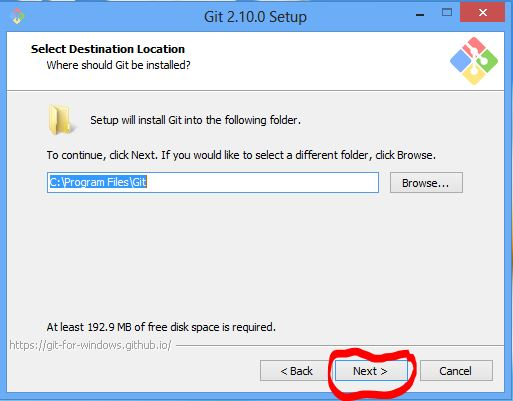 Git 2.10.0 Setup
Select Destination Location
Where should Git be installed?
Setup will install Git into the following folder.
To continue, click Next. If you would like to select a different folder, click Browse.
C:\Program Files\Git
Browse...
At least 192.9 MB of free disk space is required.
https://git-for-windows.github.io/
< Back
Next >
Cancel